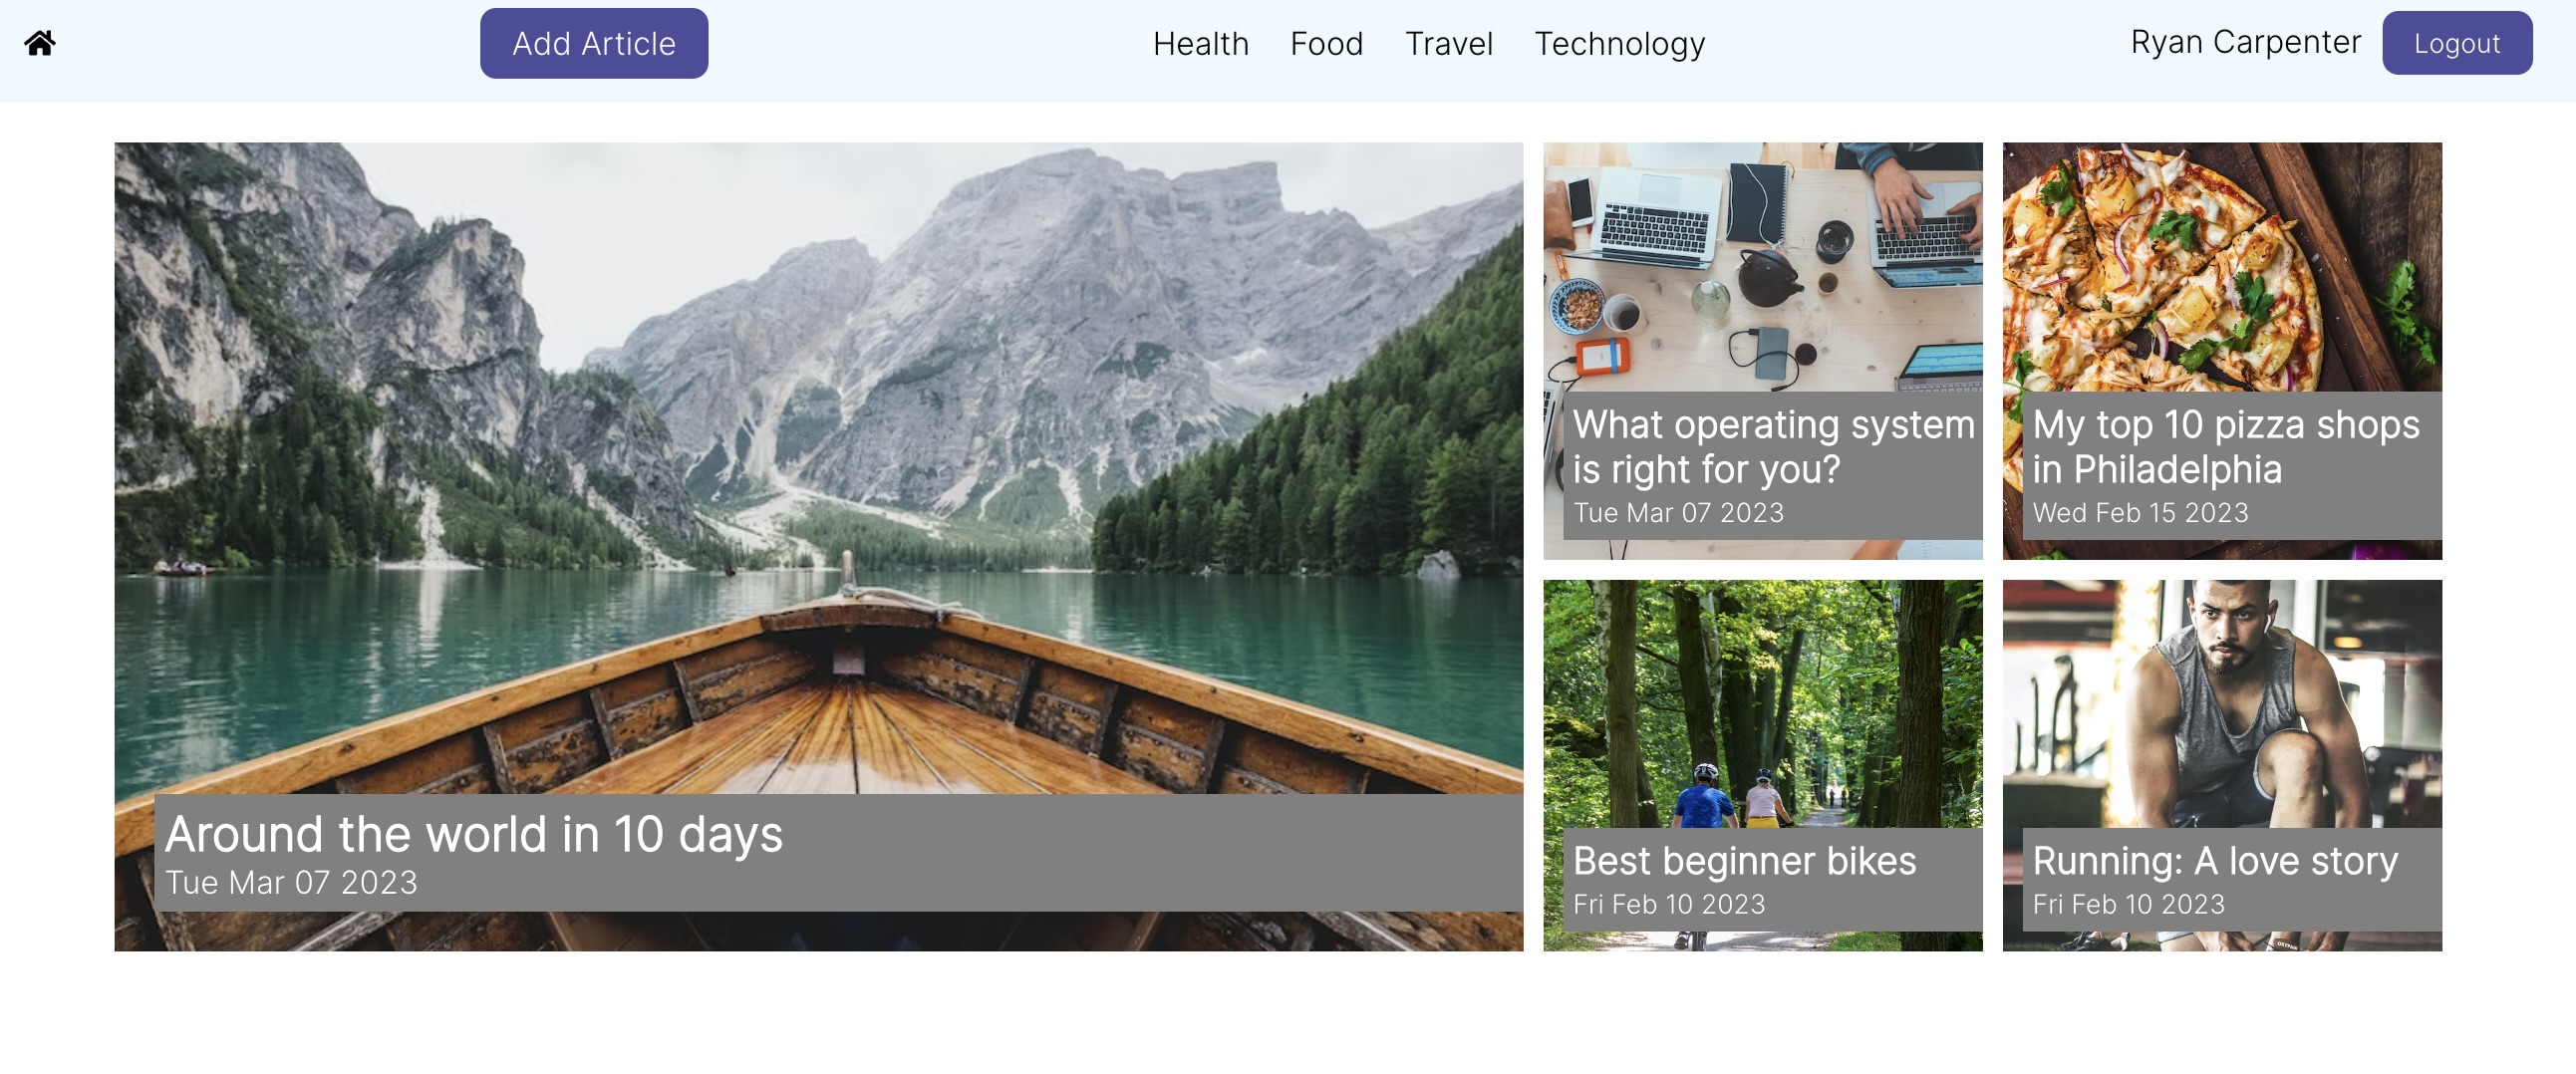 Add Article
Health
Food
Travel
Technology
Ryan Carpenter
Logout
Around the world in 10 days
Tue Mar 07 2023
What operating system
is right for you?
Tue Mar 07 2023
My top 10 pizza shops
in Philadelphia
Wed Feb 15 2023
Best beginner bikes
Fri Feb 10 2023
Running: A love story
Fri Feb 10 2023